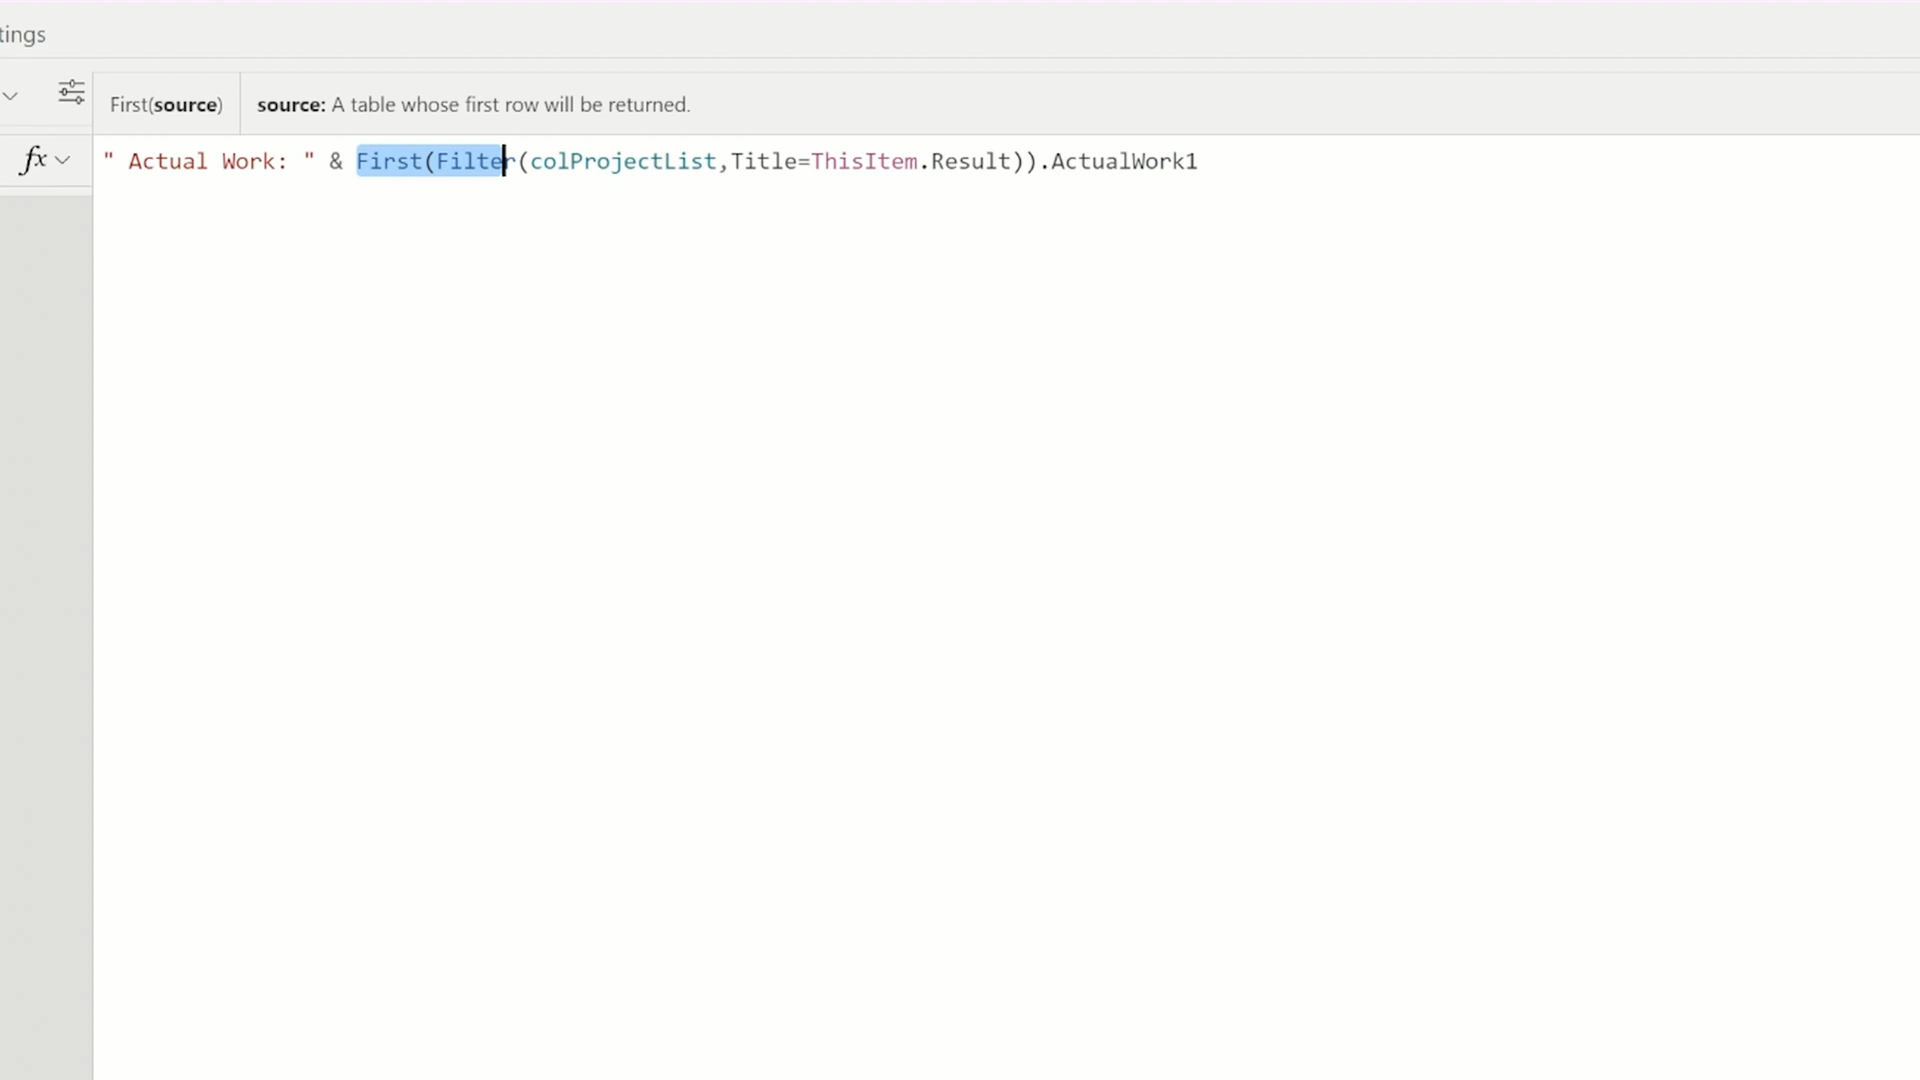 tings
First(source) source: A table whose first row will be returned.
fx " Actual Work: " & First(Filter(colProjectList,Title=ThisItem.Result)).ActualWork1